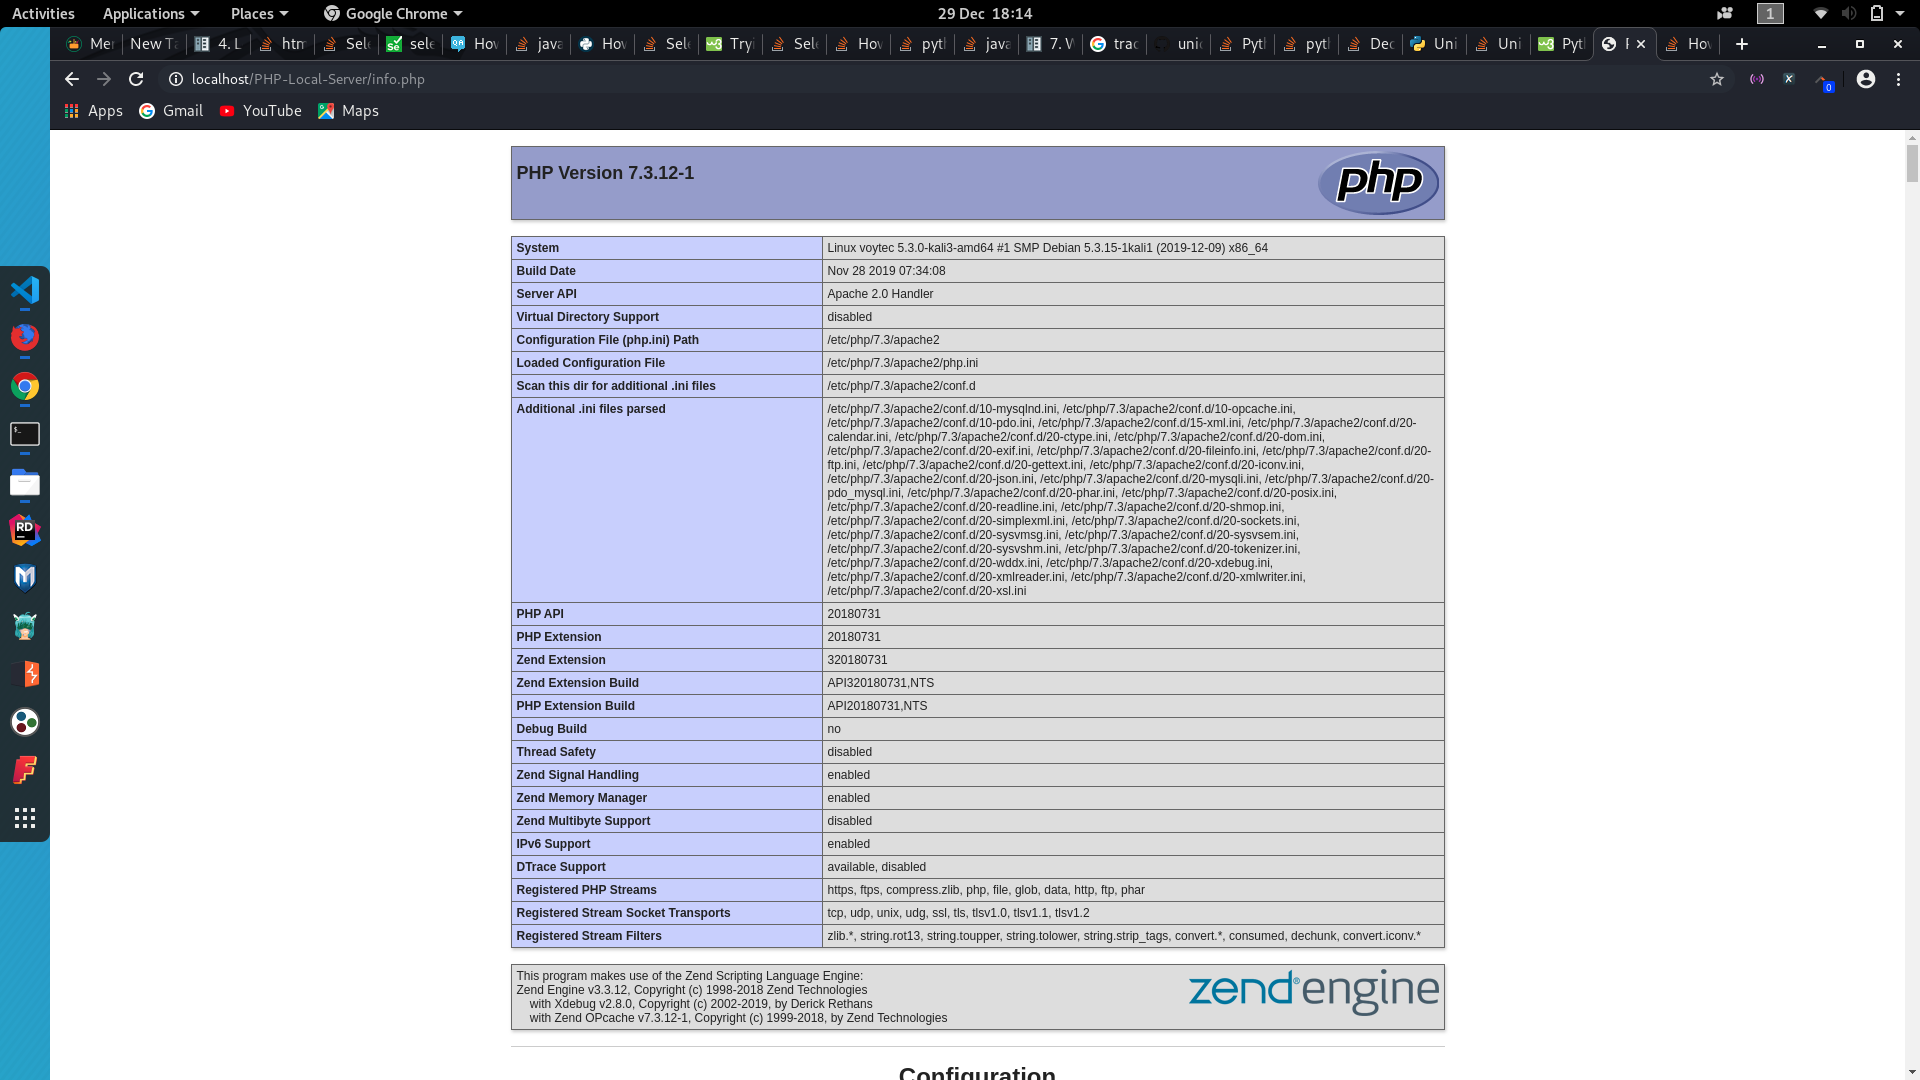 Activities Applications Places Google Chrome 29 Dec 18:14 1
New Ta 4. L htm Sele sele How java How Sele Tryi Sele How pyth java 7. W trac unic Pyth pyth Dec Uni Uni Pyth How
localhost/PHP-Local-Server/info.php 0
Apps Gmail YouTube Maps
PHP Version 7.3.12-1 php
System Linux voytec 5.3.0-kali3-amd64 #1 SMP Debian 5.3.15-1kali1 (2019-12-09) x86_64
Build Date Nov 28 2019 07:34:08
Server API Apache 2.0 Handler
Virtual Directory Support disabled
Configuration File (php.ini) Path /etc/php/7.3/apache2
Loaded Configuration File /etc/php/7.3/apache2/php.ini
Scan this dir for additional .ini files /etc/php/7.3/apache2/conf.d
Additional .ini files parsed /etc/php/7.3/apache2/conf.d/10-mysqlnd.ini, /etc/php/7.3/apache2/conf.d/10-opcache.ini,
/etc/php/7.3/apache2/conf.d/10-pdo.ini, /etc/php/7.3/apache2/conf.d/15-xml.ini, /etc/php/7.3/apache2/conf.d/20-
calendar.ini, /etc/php/7.3/apache2/conf.d/20-ctype.ini, /etc/php/7.3/apache2/conf.d/20-dom.ini,
/etc/php/7.3/apache2/conf.d/20-exif.ini, /etc/php/7.3/apache2/conf.d/20-fileinfo.ini, /etc/php/7.3/apache2/conf.d/20-
ftp.ini, /etc/php/7.3/apache2/conf.d/20-gettext.ini, /etc/php/7.3/apache2/conf.d/20-iconv.ini,
/etc/php/7.3/apache2/conf.d/20-json.ini, /etc/php/7.3/apache2/conf.d/20-mysqli.ini, /etc/php/7.3/apache2/conf.d/20-
pdo_mysql.ini, /etc/php/7.3/apache2/conf.d/20-phar.ini, /etc/php/7.3/apache2/conf.d/20-posix.ini,
/etc/php/7.3/apache2/conf.d/20-readline.ini, /etc/php/7.3/apache2/conf.d/20-shmop.ini,
/etc/php/7.3/apache2/conf.d/20-simplexml.ini, /etc/php/7.3/apache2/conf.d/20-sockets.ini,
/etc/php/7.3/apache2/conf.d/20-sysvmsg.ini, /etc/php/7.3/apache2/conf.d/20-sysvsem.ini,
/etc/php/7.3/apache2/conf.d/20-sysvshm.ini, /etc/php/7.3/apache2/conf.d/20-tokenizer.ini,
/etc/php/7.3/apache2/conf.d/20-wddx.ini, /etc/php/7.3/apache2/conf.d/20-xdebug.ini,
/etc/php/7.3/apache2/conf.d/20-xmlreader.ini, /etc/php/7.3/apache2/conf.d/20-xmlwriter.ini,
/etc/php/7.3/apache2/conf.d/20-xsl.ini
PHP API 20180731
PHP Extension 20180731
Zend Extension 320180731
Zend Extension Build API320180731,NTS
PHP Extension Build API20180731,NTS
Debug Build no
Thread Safety disabled
Zend Signal Handling enabled
Zend Memory Manager enabled
Zend Multibyte Support disabled
IPv6 Support enabled
DTrace Support available, disabled
Registered PHP Streams https, ftps, compress.zlib, php, file, glob, data, http, ftp, phar
Registered Stream Socket Transports tcp, udp, unix, udg, ssl, tls, tlsv1.0, tlsv1.1, tlsv1.2
Registered Stream Filters zlib.*, string.rot13, string.toupper, string.tolower, string.strip_tags, convert.*, consumed, dechunk, convert.iconv.*
This program makes use of the Zend Scripting Language Engine:
Zend Engine v3.3.12, Copyright (c) 1998-2018 Zend Technologies
with Xdebug v2.8.0, Copyright (c) 2002-2019, by Derick Rethans
with Zend OPcache v7.3.12-1, Copyright (c) 1999-2018, by Zend Technologies
zend engine
Configuration